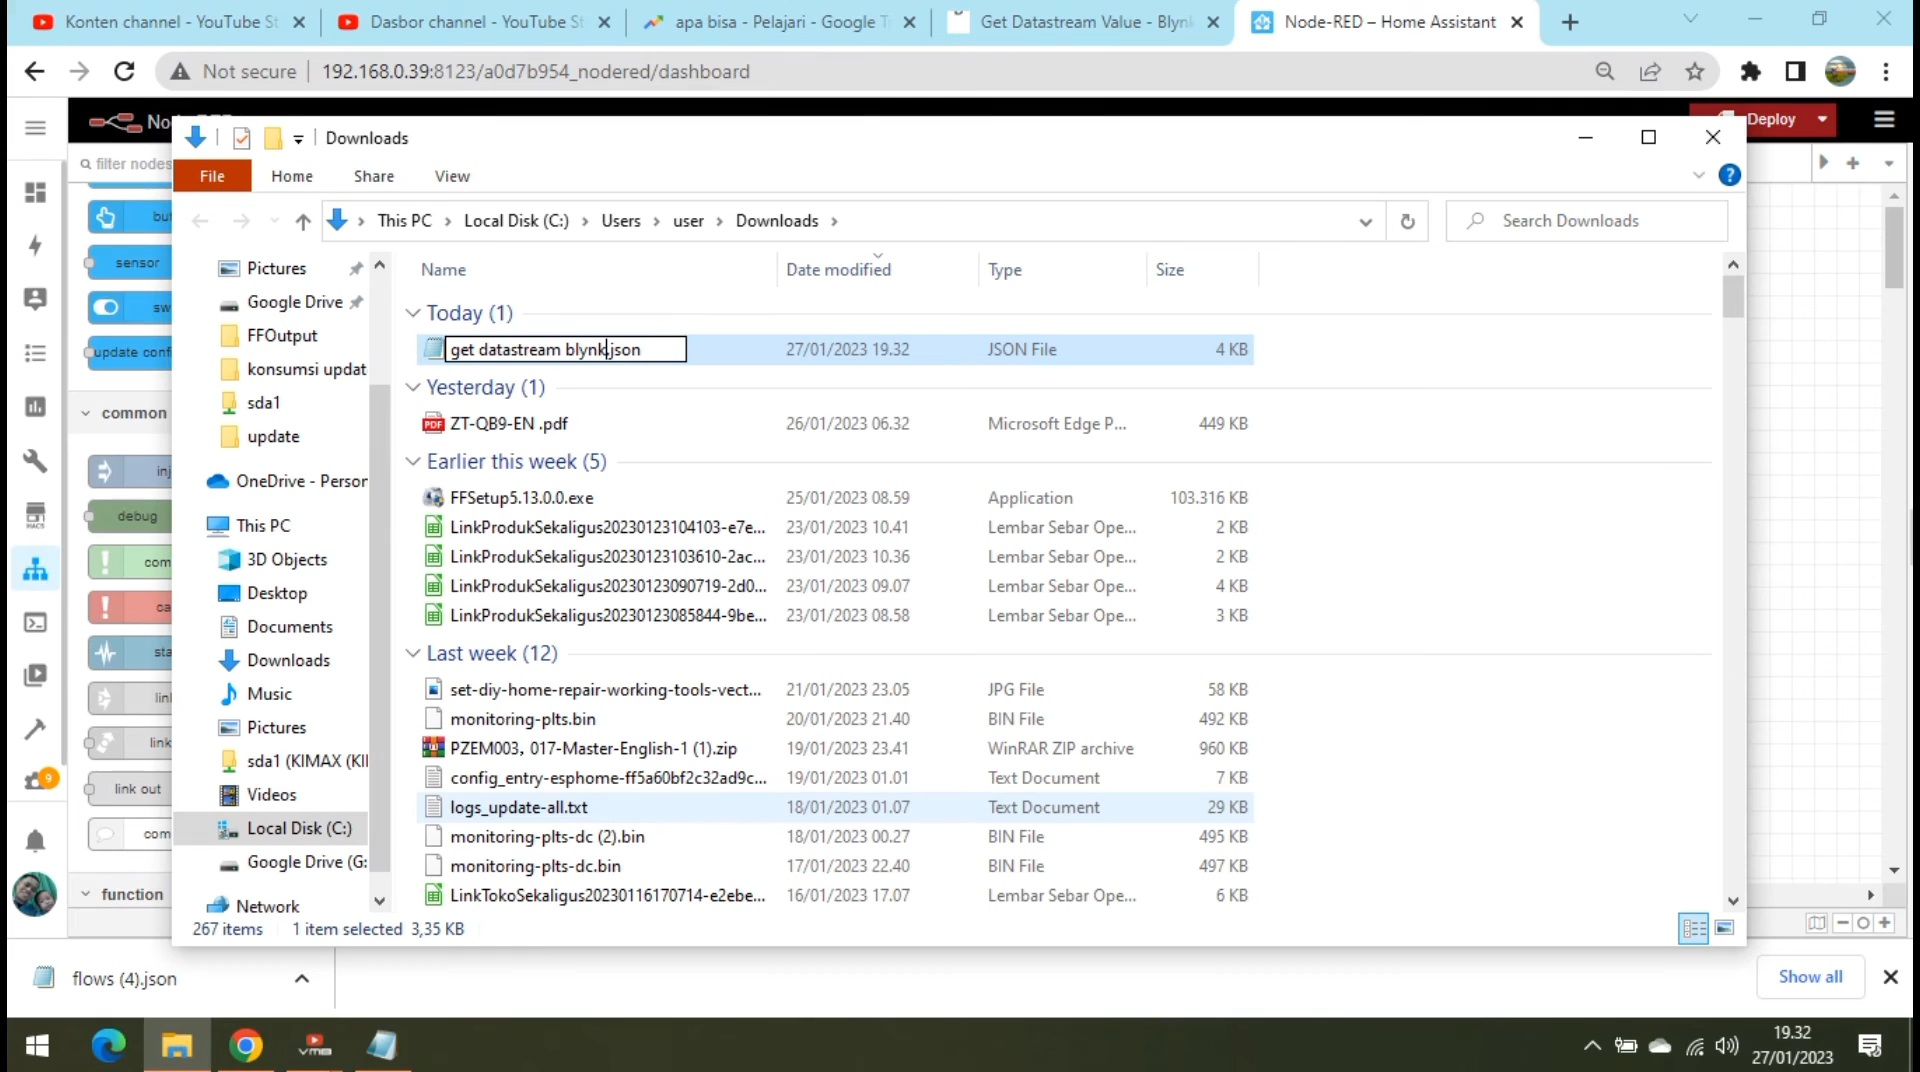 Konten channel - YouTube St
Dasbor channel - YouTube St
apa bisa - Pelajari - Google T
Get Datastream Value - Blynk
Node-RED – Home Assistant
Not secure
192.168.0.39:8123/a0d7b954_nodered/dashboard
Deploy
Downloads
filter nodes
File
Home
Share
View
This PC
Local Disk (C:)
Users
user
Downloads
Search Downloads
sensor
sw
update conf
common
inj
debug
com
ca
sta
lin
link
link out
com
function
HACS
9
Pictures
Google Drive
FFOutput
konsumsi updat
sda1
update
OneDrive - Person
This PC
3D Objects
Desktop
Documents
Downloads
Music
Pictures
sda1 (KIMAX (KI
Videos
Local Disk (C:)
Google Drive (G:
Network
Name Date modified Type Size
Today (1)
get datastream blynk.json 27/01/2023 19.32 JSON File 4 KB
Yesterday (1)
PDF ZT-QB9-EN .pdf 26/01/2023 06.32 Microsoft Edge P... 449 KB
Earlier this week (5)
FFSetup5.13.0.0.exe 25/01/2023 08.59 Application 103.316 KB
LinkProdukSekaligus20230123104103-e7e... 23/01/2023 10.41 Lembar Sebar Ope... 2 KB
LinkProdukSekaligus20230123103610-2ac... 23/01/2023 10.36 Lembar Sebar Ope... 2 KB
LinkProdukSekaligus20230123090719-2d0... 23/01/2023 09.07 Lembar Sebar Ope... 4 KB
LinkProdukSekaligus20230123085844-9be... 23/01/2023 08.58 Lembar Sebar Ope... 3 KB
Last week (12)
set-diy-home-repair-working-tools-vect... 21/01/2023 23.05 JPG File 58 KB
monitoring-plts.bin 20/01/2023 21.40 BIN File 492 KB
PZEM003, 017-Master-English-1 (1).zip 19/01/2023 23.41 WinRAR ZIP archive 960 KB
config_entry-esphome-ff5a60bf2c32ad9c... 19/01/2023 01.01 Text Document 7 KB
logs_update-all.txt 18/01/2023 01.07 Text Document 29 KB
monitoring-plts-dc (2).bin 18/01/2023 00.27 BIN File 495 KB
monitoring-plts-dc.bin 17/01/2023 22.40 BIN File 497 KB
LinkTokoSekaligus20230116170714-e2ebe... 16/01/2023 17.07 Lembar Sebar Ope... 6 KB
267 items 1 item selected 3,35 KB
flows (4).json
Show all
19.32
27/01/2023